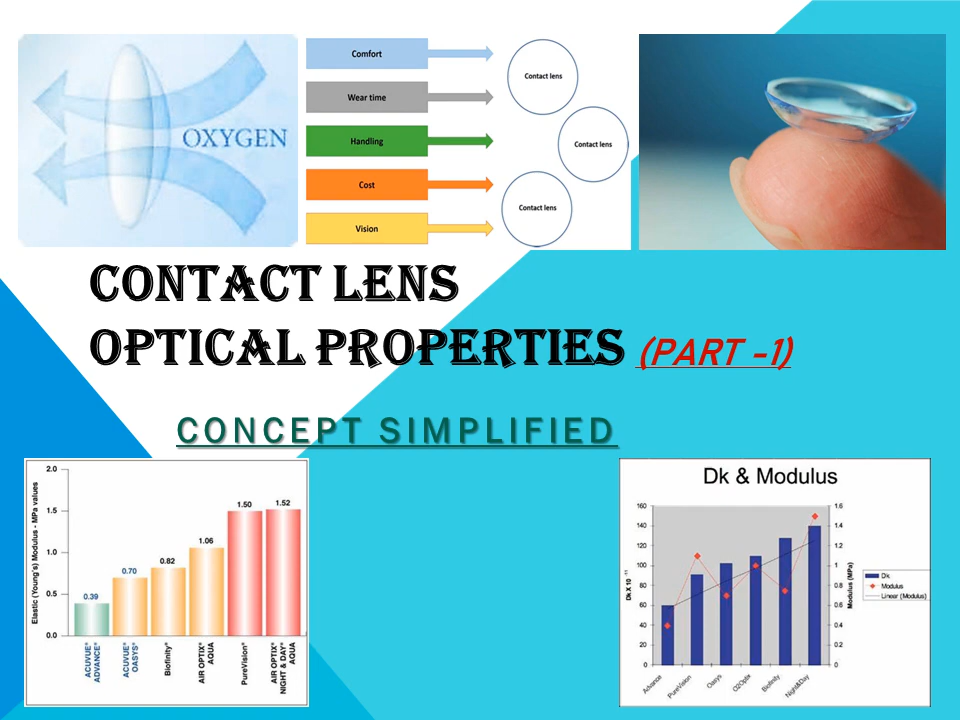 OXYGEN
Comfort
Wear time
Handling
Cost
Vision
Contact lens
Contact lens
Contact lens
CONTACT LENS
OPTICAL PROPERTIES (PART -1)
CONCEPT SIMPLIFIED
Elastic (Young's) Modulus - MPa values
2.0
1.5
1.0
0.5
0.0
0.39
0.70
0.82
1.06
1.50
1.52
ACUVUE®
ADVANCE®
ACUVUE®
OASYS®
Biofinity®
AIR OPTIX®
AQUA
PureVision®
AIR OPTIX®
NIGHT & DAY®
AQUA
Dk & Modulus
Dk X 10 -11
160
140
120
100
80
60
40
20
0
1.6
1.4
1.2
1
0.8
0.6
0.4
0.2
0
Modulus (MPa)
Advance
PureVision
Oasys
O2Optix
Biofinity
Night&Day
Dk
Modulus
Linear (Modulus)